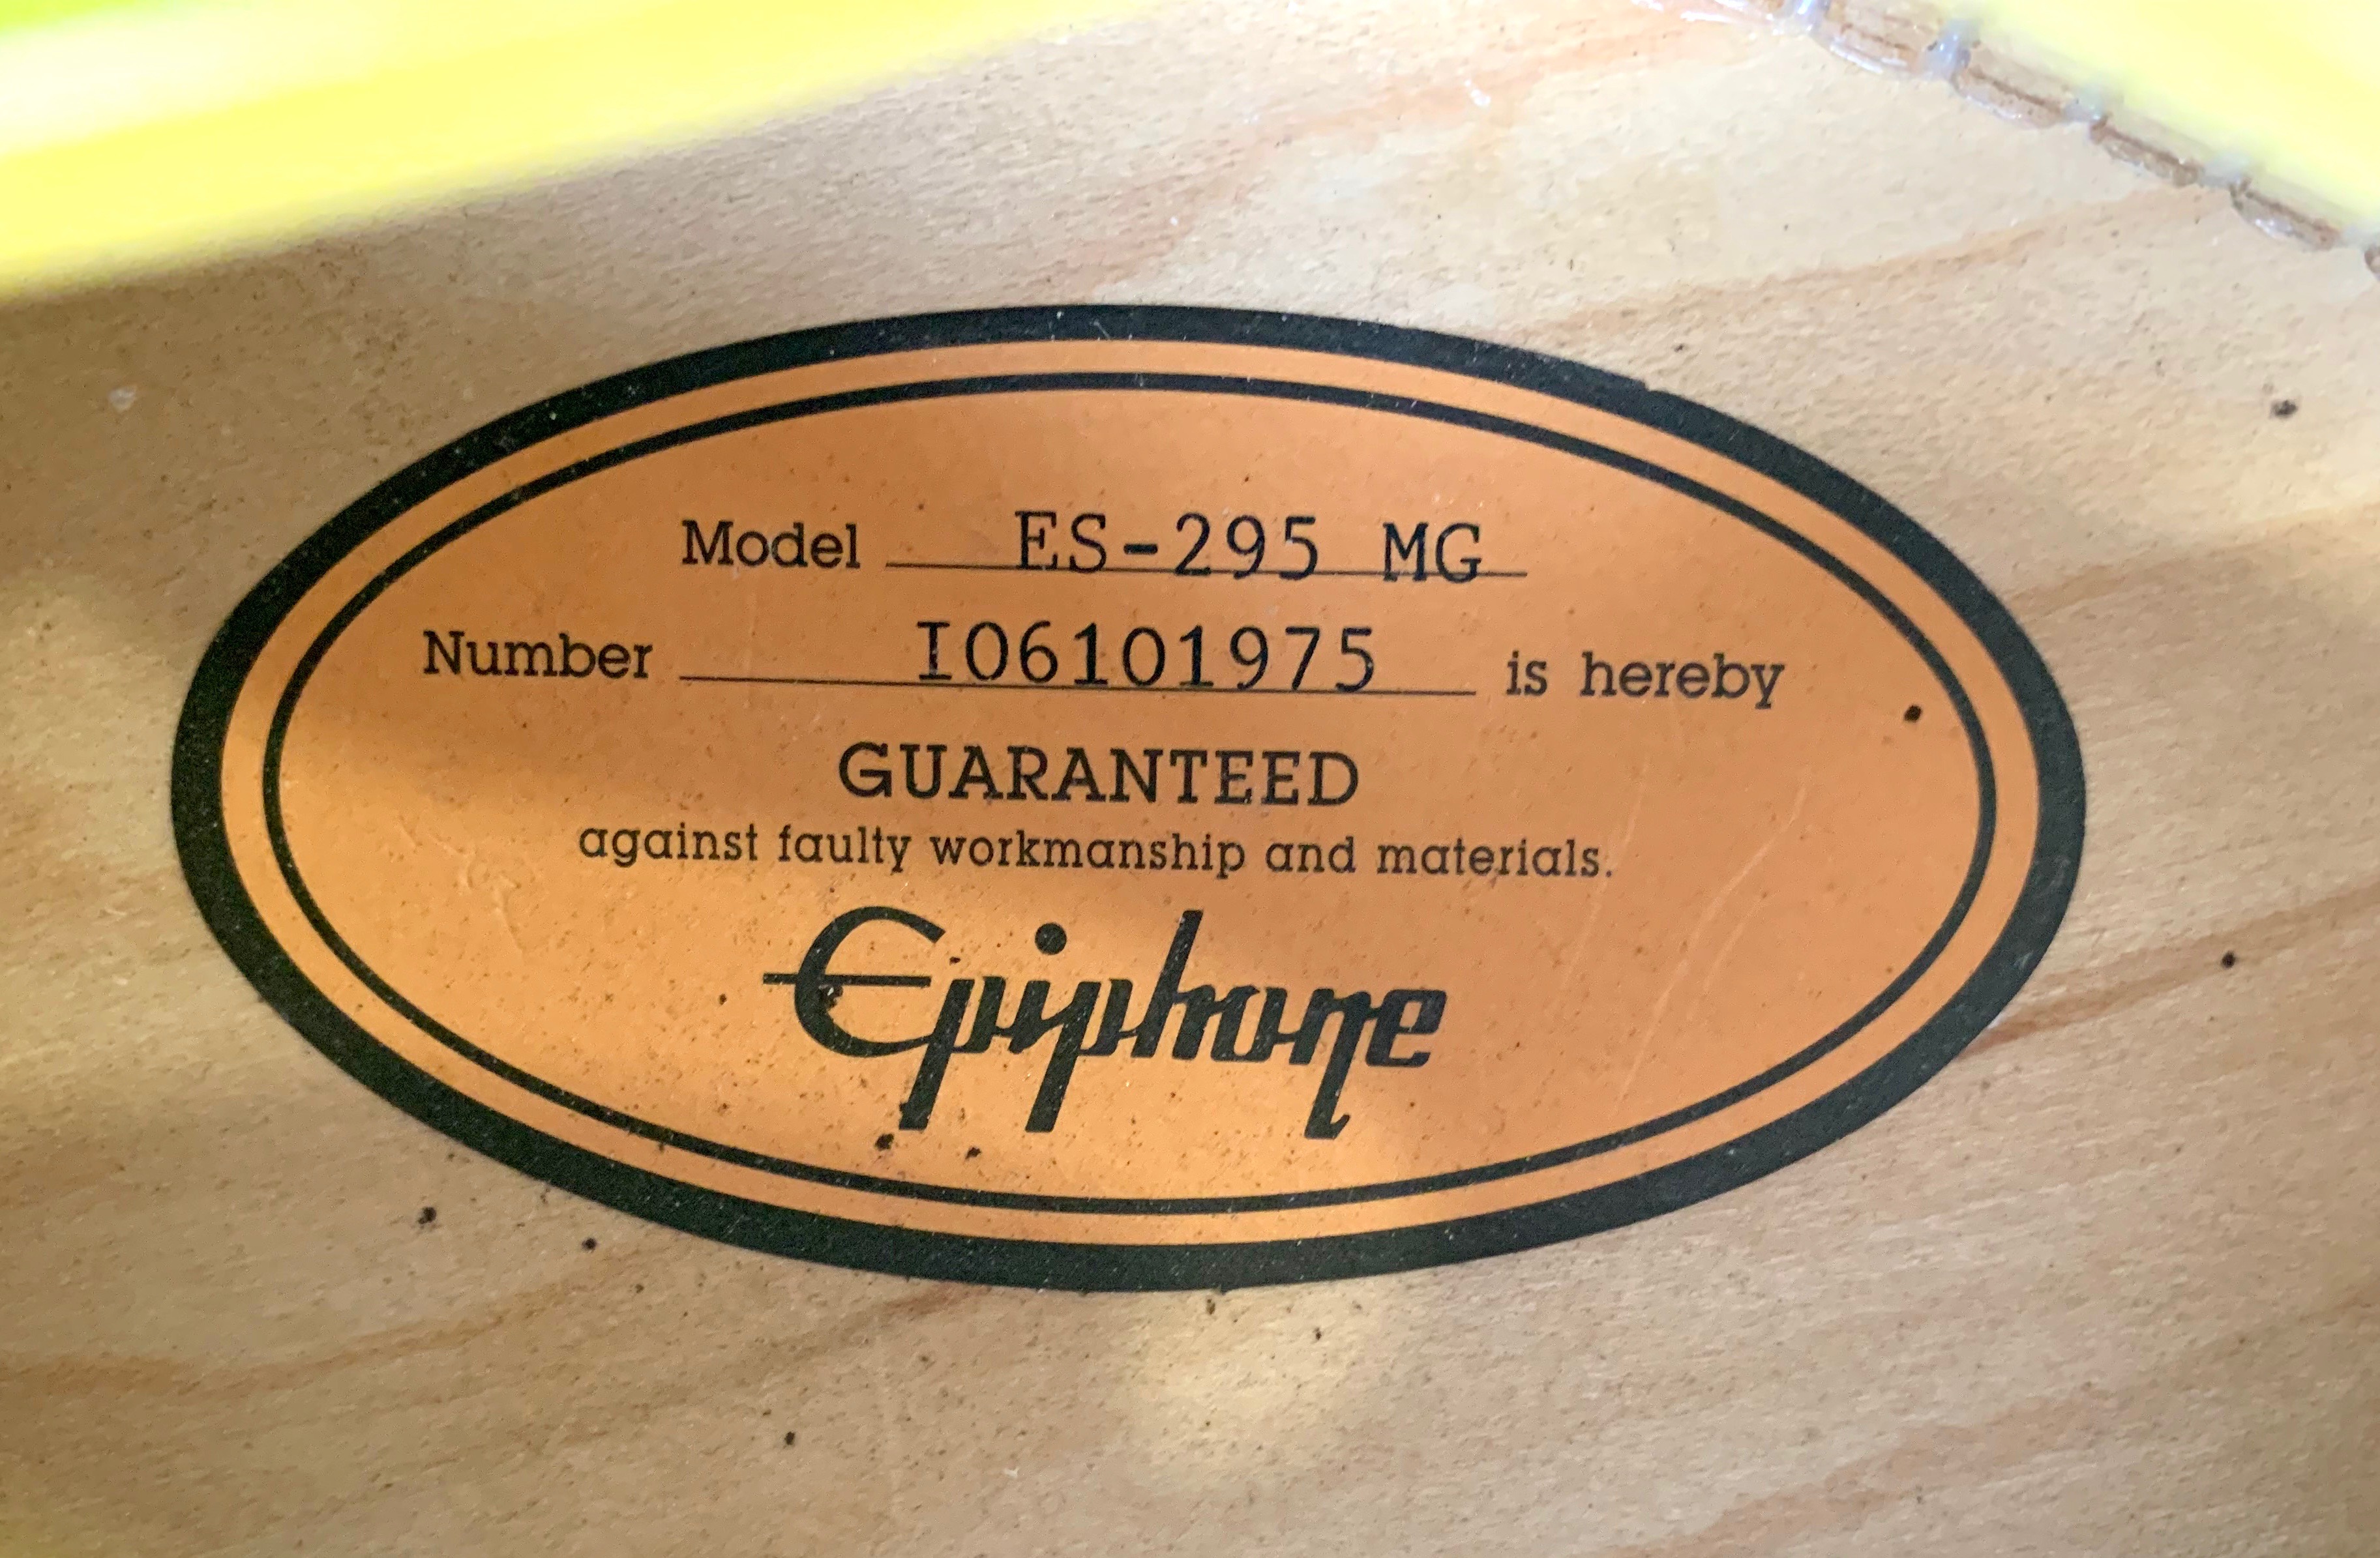 Model ES-295 MG
Number I06101975 is hereby
GUARANTEED
against faulty workmanship and materials.
Epiphone